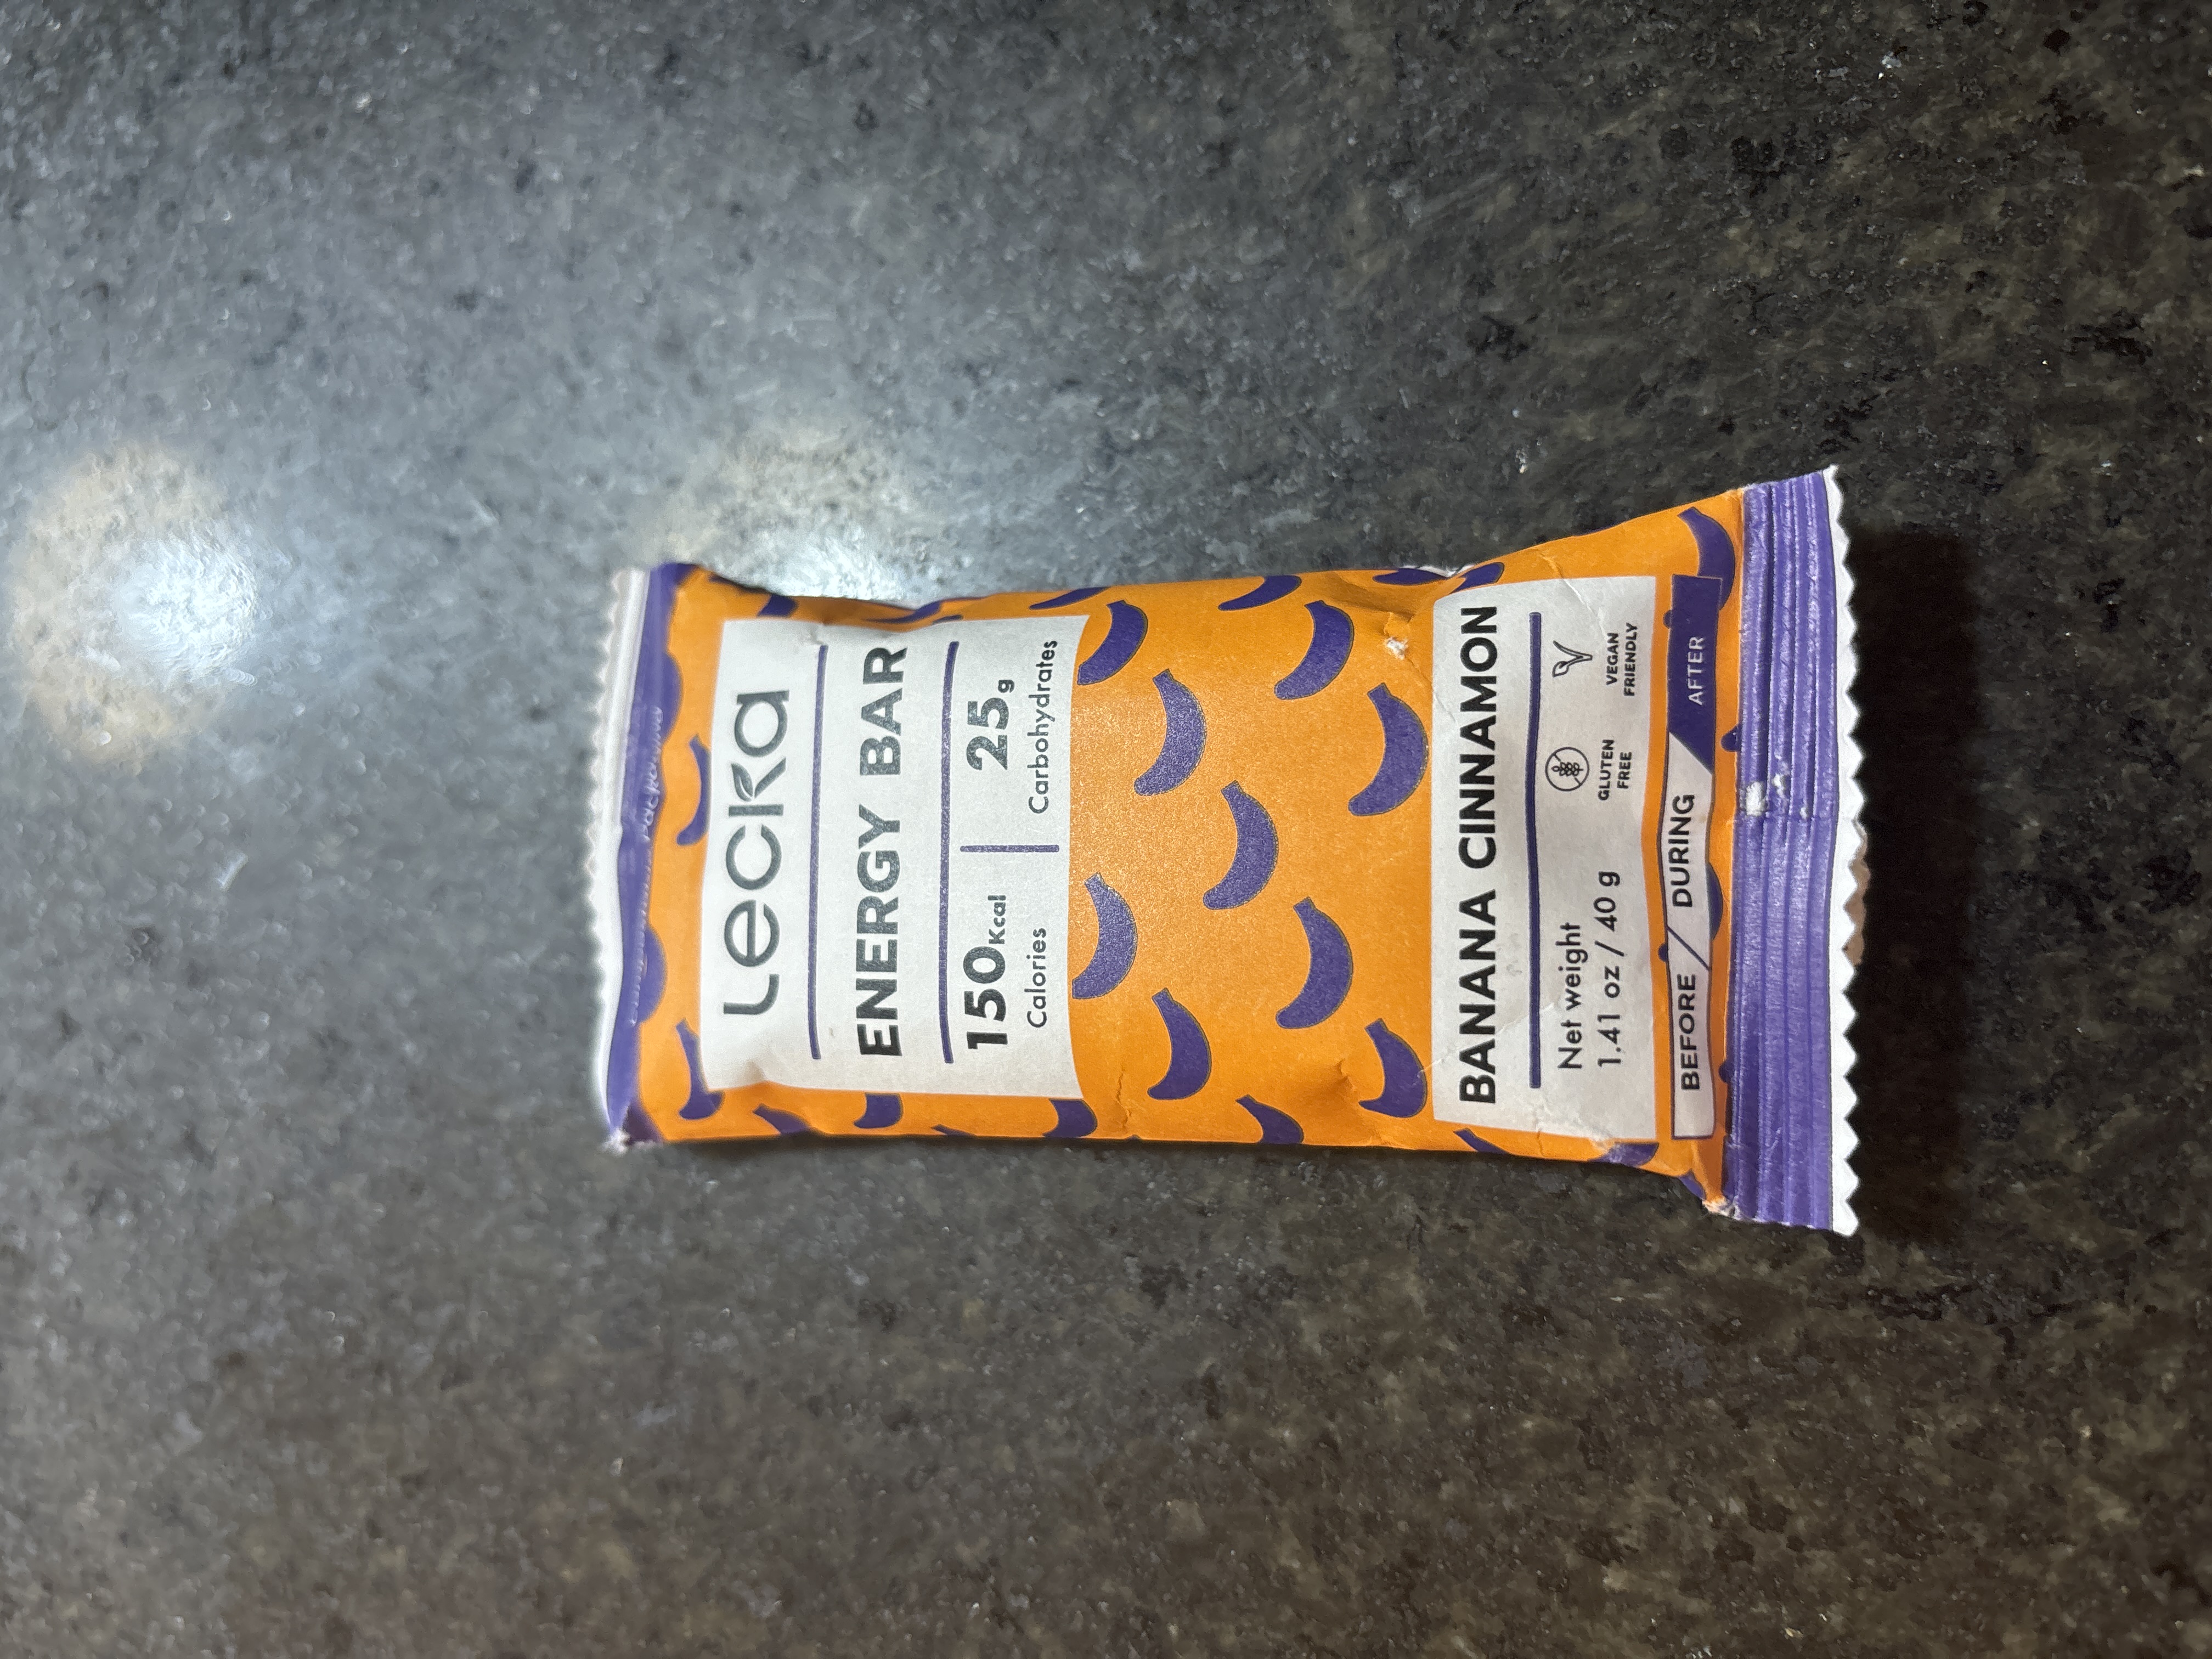 Lecka
ENERGY BAR
150Kcal
Calories
25g
Carbohydrates
BANANA CINNAMON
Net weight
1.41 oz / 40 g
GLUTEN
FREE
VEGAN
FRIENDLY
BEFORE / DURING AFTER